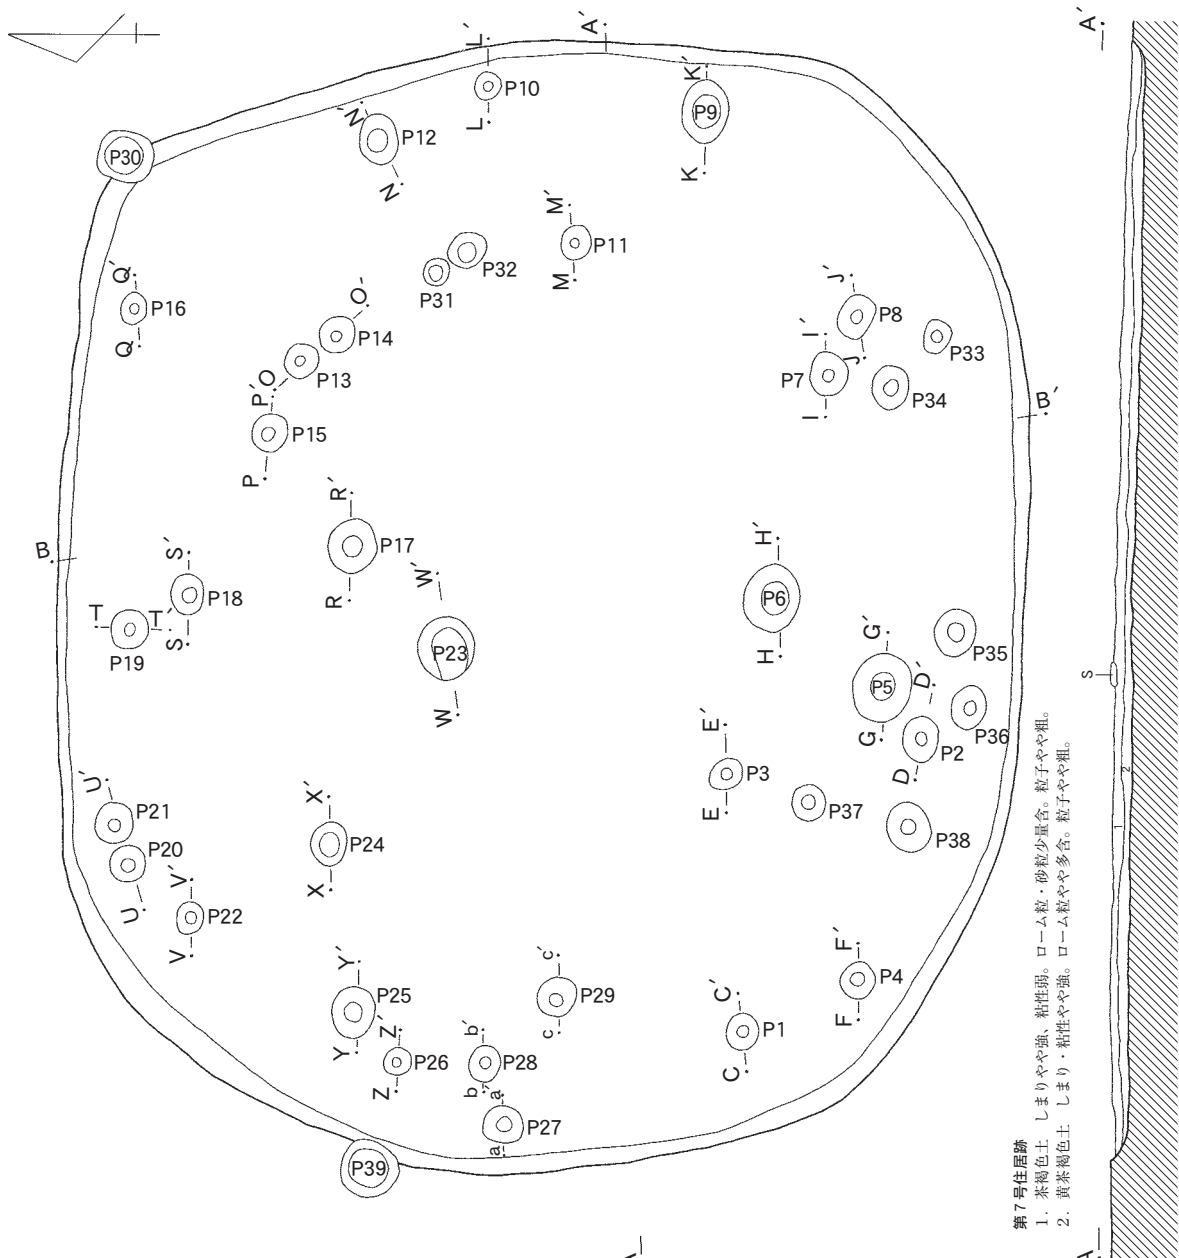 L′
A′
A′
P10
K′
P9
N′
P12
L
P30
N
K
M′
P11
P32
Q′
P31
M
O′
J′
P16
P14
P8
I′
P33
Q
J
P13
P7
P34
O
P′
I
B′
P15
P
R′
B
S′
P17
W′
H′
P18
R
P6
T
T′
S
P19
P23
H
G′
P35
P5
D′
S
W
E′
G
P36
P2
P3
D
U′
X′
E
P37
P38
P21
P24
P20
V′
X
U
P22
V
F′
Y′
c′
P4
P25
P29
C′
F
Y
Z′
b′
c
P1
P26
P28
C
Z
b
a′
P27
a
P39
A
A
1
2
第7号住居跡
1. 茶褐色土 しまりやや強、粘性弱。ローム粒・砂粒少量含。粒子やや粗。
2. 黄茶褐色土 しまり・粘性やや強。ローム粒やや多含。粒子やや粗。